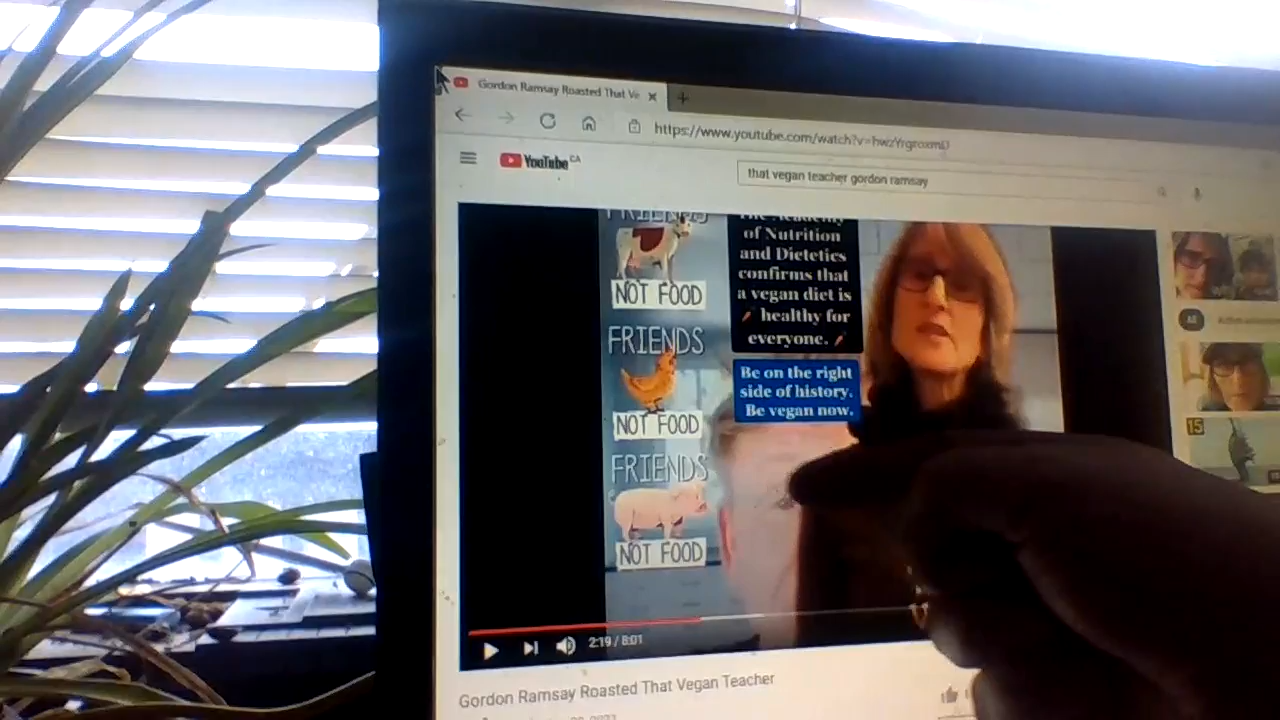 Gordon Ramsay Roasted That Ve
https://www.youtube.com/watch?v=hwzYrgroxmU
YouTube CA
that vegan teacher gordon ramsay
FRIENDS
NOT FOOD
FRIENDS
NOT FOOD
FRIENDS
NOT FOOD
The Academy
of Nutrition
and Dietetics
confirms that
a vegan diet is
healthy for
everyone.
Be on the right
side of history.
Be vegan now.
All
15
2:19 / 8:01
Gordon Ramsay Roasted That Vegan Teacher